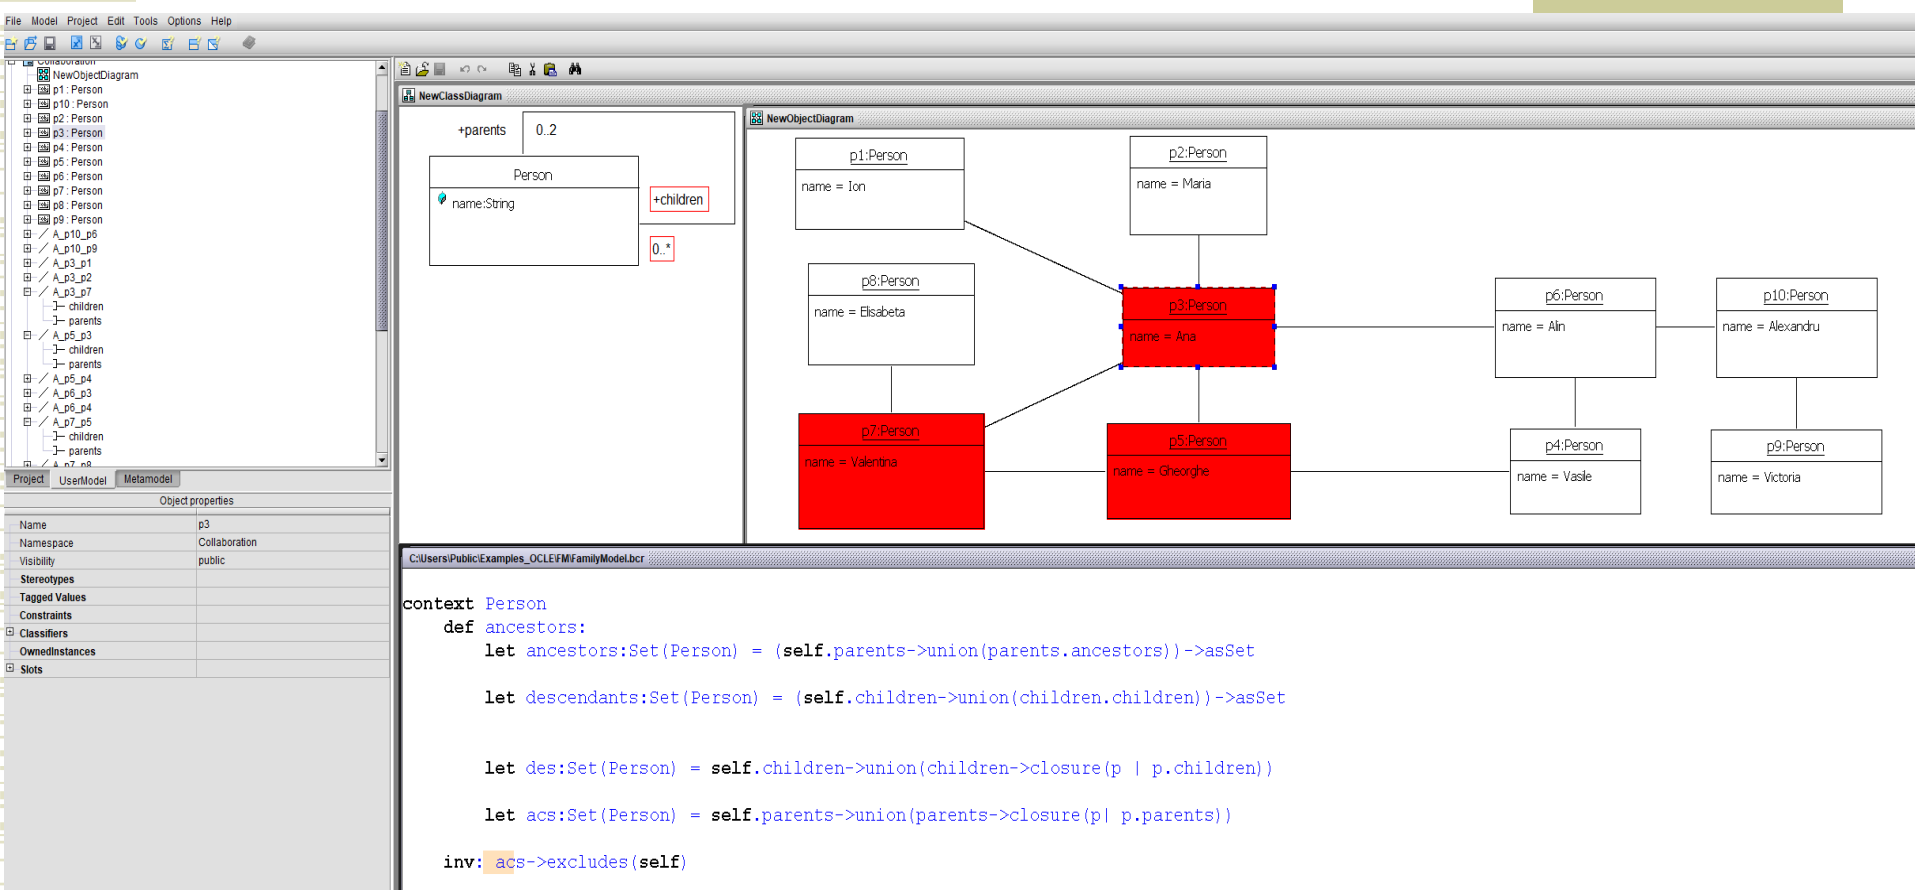 File Model Project Edit Tools Options Help
Collaboration
NewObjectDiagram
p1 : Person
p10 : Person
p2 : Person
p3 : Person
p4 : Person
p5 : Person
p6 : Person
p7 : Person
p8 : Person
p9 : Person
A_p10_p6
A_p10_p9
A_p3_p1
A_p3_p2
A_p3_p7
children
parents
A_p5_p3
children
parents
A_p5_p4
A_p6_p3
A_p6_p4
A_p7_p5
children
parents
A_p7_p8
Project UserModel Metamodel
Object properties
Name p3
Namespace Collaboration
Visibility public
Stereotypes
Tagged Values
Constraints
Classifiers
OwnedInstances
Slots
NewClassDiagram
+parents 0..2
Person
name:String
+children
0..*
NewObjectDiagram
p1:Person
name = Ion
p2:Person
name = Maria
p8:Person
name = Elisabeta
p3:Person
name = Ana
p6:Person
name = Alin
p10:Person
name = Alexandru
p7:Person
name = Valentina
p5:Person
name = Gheorghe
p4:Person
name = Vasile
p9:Person
name = Victoria
C:\Users\Public\Examples_OCLE\FM\FamilyModel.bcr
context Person
def ancestors:
let ancestors:Set(Person) = (self.parents->union(parents.ancestors))->asSet
let descendants:Set(Person) = (self.children->union(children.children))->asSet
let des:Set(Person) = self.children->union(children->closure(p | p.children))
let acs:Set(Person) = self.parents->union(parents->closure(p| p.parents))
inv: acs->excludes(self)